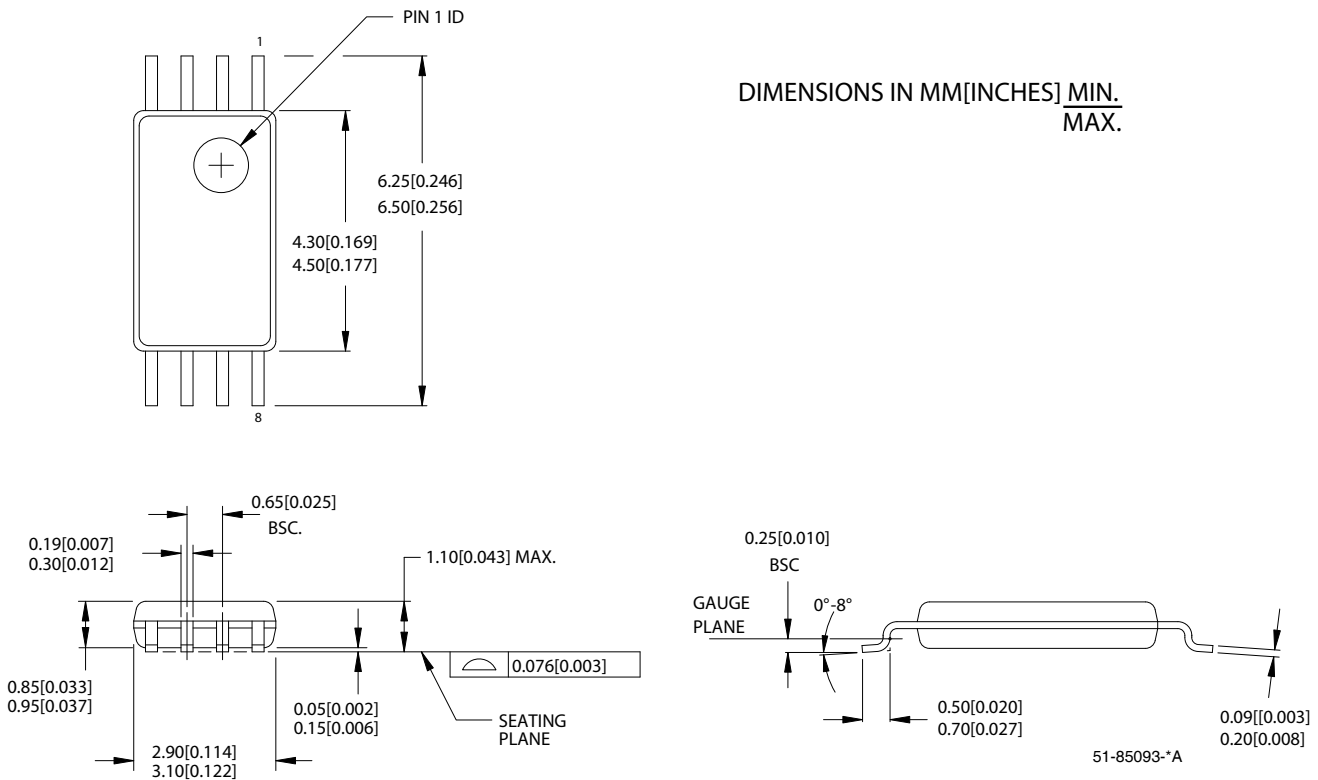 PIN 1 ID
1
DIMENSIONS IN MM[INCHES] MIN.
MAX.
6.25[0.246]
6.50[0.256]
4.30[0.169]
4.50[0.177]
8
0.65[0.025]
BSC.
0.19[0.007]
0.30[0.012]
1.10[0.043] MAX.
0.85[0.033]
0.95[0.037]
0.05[0.002]
0.15[0.006]
0.076[0.003]
SEATING
PLANE
2.90[0.114]
3.10[0.122]
0.25[0.010]
BSC
GAUGE
PLANE
0°-8°
0.50[0.020]
0.70[0.027]
0.09[[0.003]
0.20[0.008]
51-85093-*A